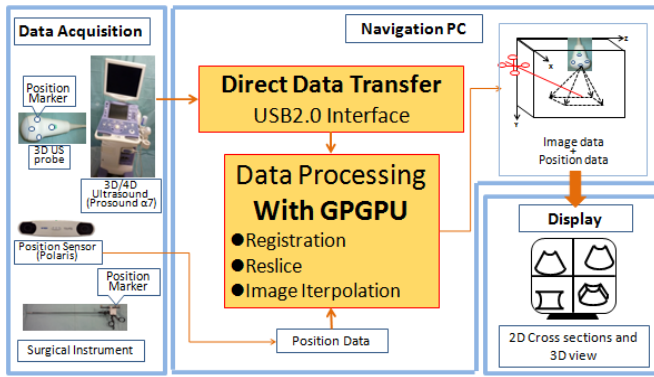 Data Acquisition
Position
Marker
3D US
probe
3D/4D
Ultrasound
(Prosound α7)
Position Sensor
(Polaris)
Position
Marker
Surgical Instrument
Navigation PC
Direct Data Transfer
USB2.0 Interface
Data Processing
With GPGPU
●Registration
●Reslice
●Image Iterpolation
Position Data
Z
X
Y
Image data
+
Position data
Display
2D Cross sections and
3D view